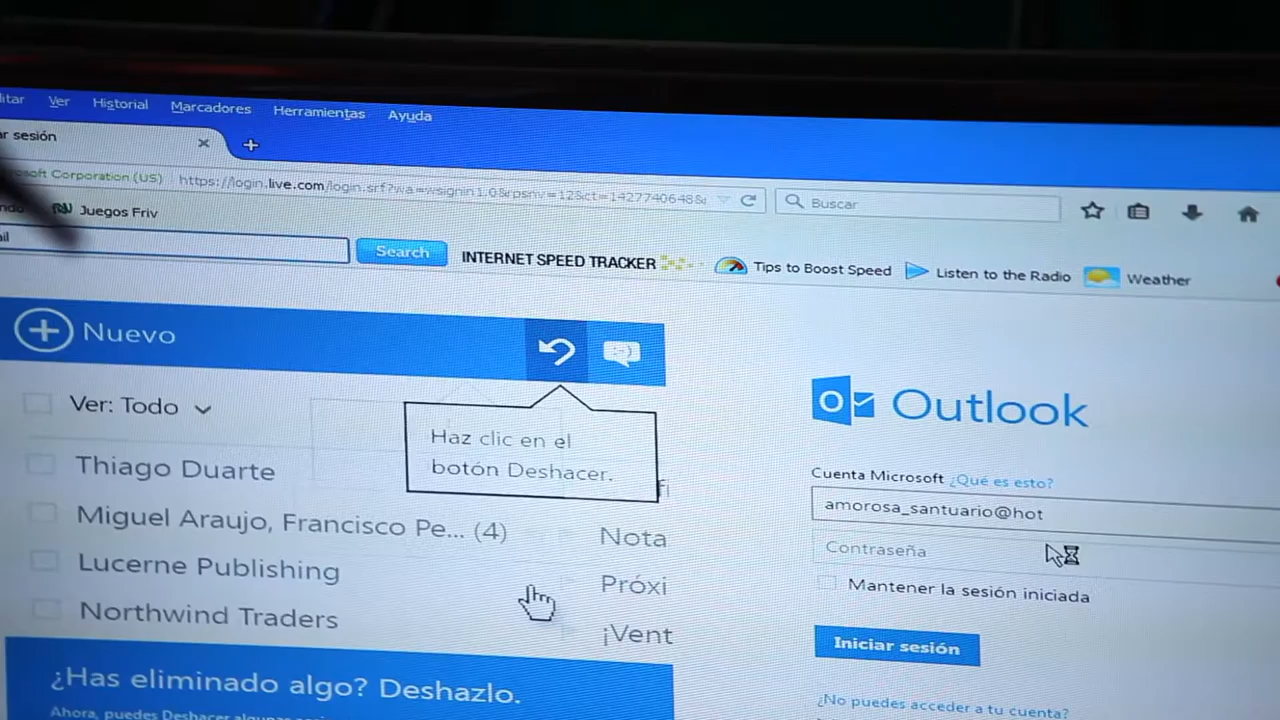 Ver Historial Marcadores Herramientas Ayuda
sesión
Corporation (US) https://login.live.com/login.srf?wa=wsignin1.0&rpsnv=12&ct=1427740648& Buscar
Juegos Friv
Search INTERNET SPEED TRACKER Tips to Boost Speed Listen to the Radio Weather
Nuevo
Ver: Todo
Haz clic en el
botón Deshacer.
Thiago Duarte
Miguel Araujo, Francisco Pe... (4) Nota
Lucerne Publishing Próxi
Northwind Traders ¡Vent
¿Has eliminado algo? Deshazlo.
Ahora, puedes Deshacer
Outlook
Cuenta Microsoft ¿Qué es esto?
amorosa_santuario@hot
Contraseña
Mantener la sesión iniciada
Iniciar sesión
¿No puedes acceder a tu cuenta?